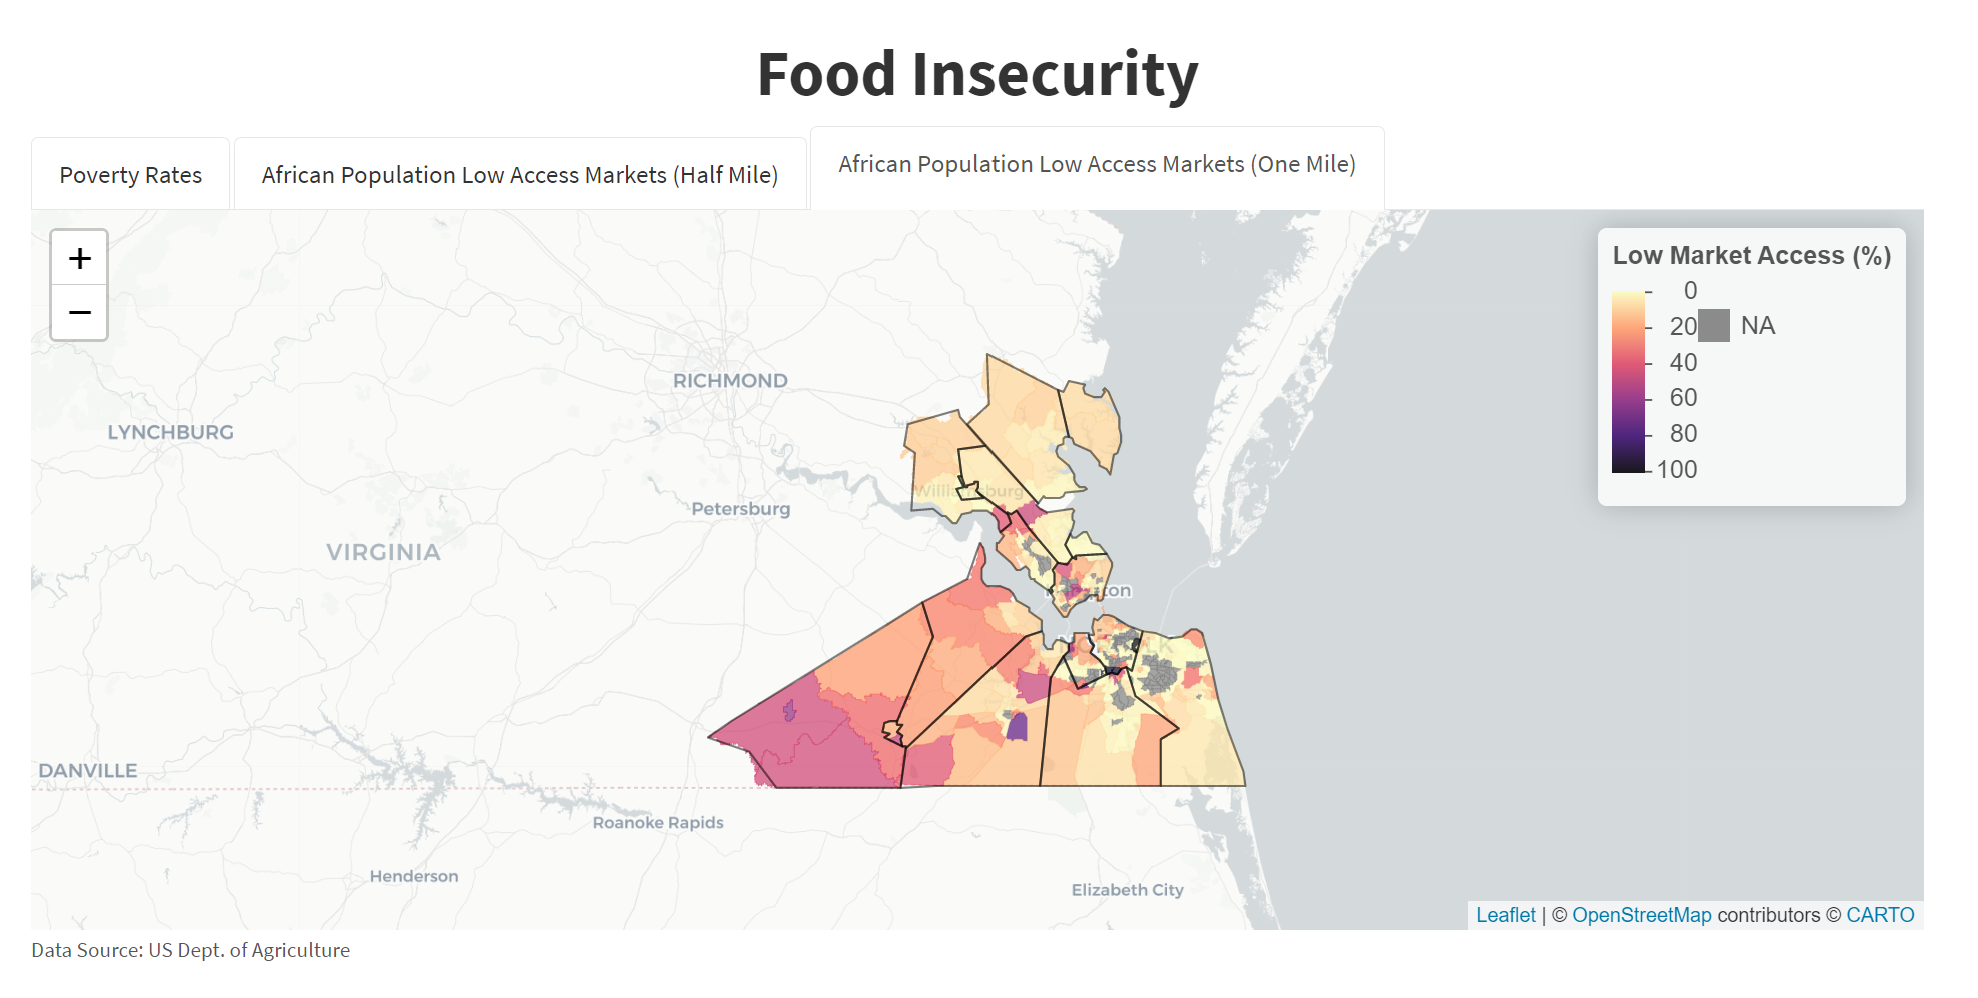 Food Insecurity
Poverty Rates
African Population Low Access Markets (Half Mile)
African Population Low Access Markets (One Mile)
+
−
Low Market Access (%)
0
20
NA
40
60
80
100
RICHMOND
LYNCHBURG
Williamsburg
Petersburg
VIRGINIA
DANVILLE
Roanoke Rapids
Henderson
Elizabeth City
Leaflet | © OpenStreetMap contributors © CARTO
Data Source: US Dept. of Agriculture